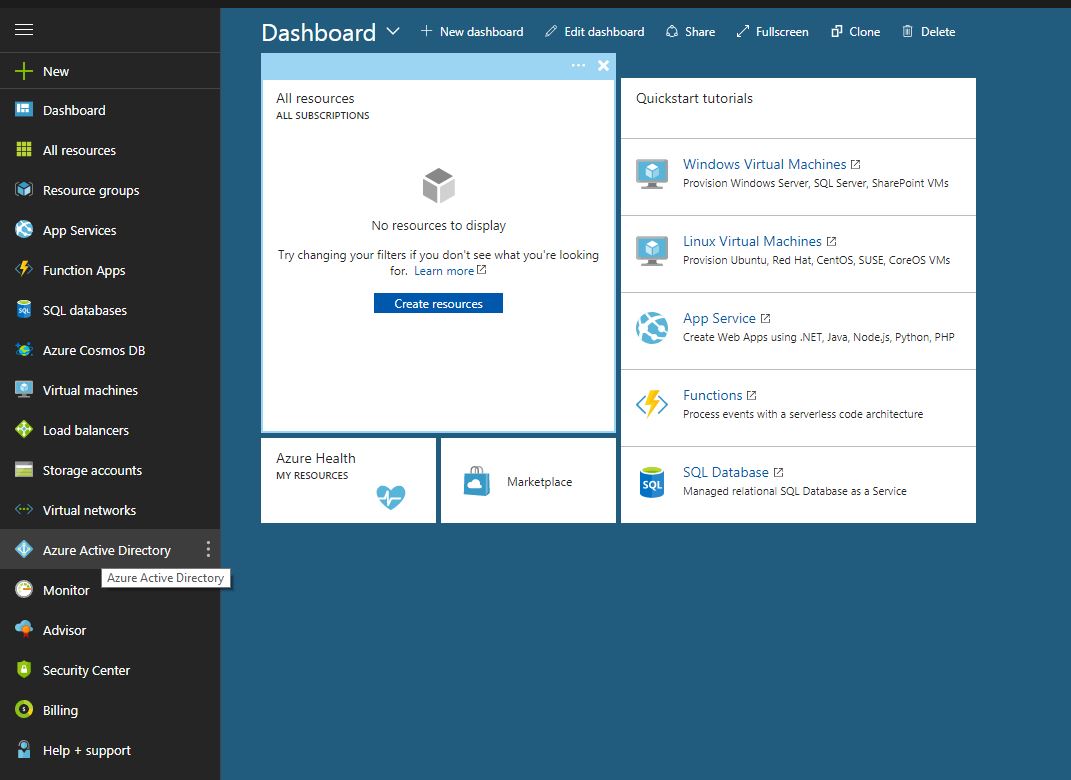 Dashboard
New dashboard
Edit dashboard
Share
Fullscreen
Clone
Delete
New
Dashboard
All resources
Resource groups
App Services
Function Apps
SQL databases
Azure Cosmos DB
Virtual machines
Load balancers
Storage accounts
Virtual networks
Azure Active Directory
Azure Active Directory
Monitor
Advisor
Security Center
Billing
Help + support
All resources
ALL SUBSCRIPTIONS
No resources to display
Try changing your filters if you don't see what you're looking
for. Learn more
Create resources
Azure Health
MY RESOURCES
Marketplace
Quickstart tutorials
Windows Virtual Machines
Provision Windows Server, SQL Server, SharePoint VMs
Linux Virtual Machines
Provision Ubuntu, Red Hat, CentOS, SUSE, CoreOS VMs
App Service
Create Web Apps using .NET, Java, Node.js, Python, PHP
Functions
Process events with a serverless code architecture
SQL
SQL Database
Managed relational SQL Database as a Service